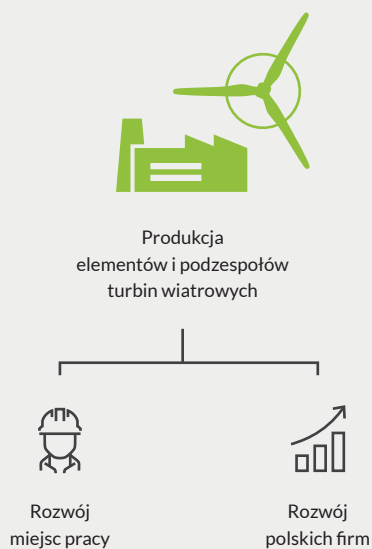 Produkcja
elementów i podzespołów
turbin wiatrowych
Rozwój
miejsc pracy
Rozwój
polskich firm